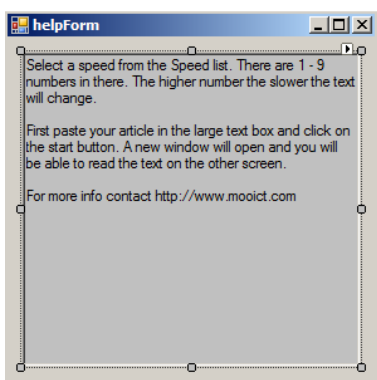 helpForm
Select a speed from the Speed list. There are 1 - 9
numbers in there. The higher number the slower the text
will change.
First paste your article in the large text box and click on
the start button. A new window will open and you will
be able to read the text on the other screen.
For more info contact http://www.mooict.com